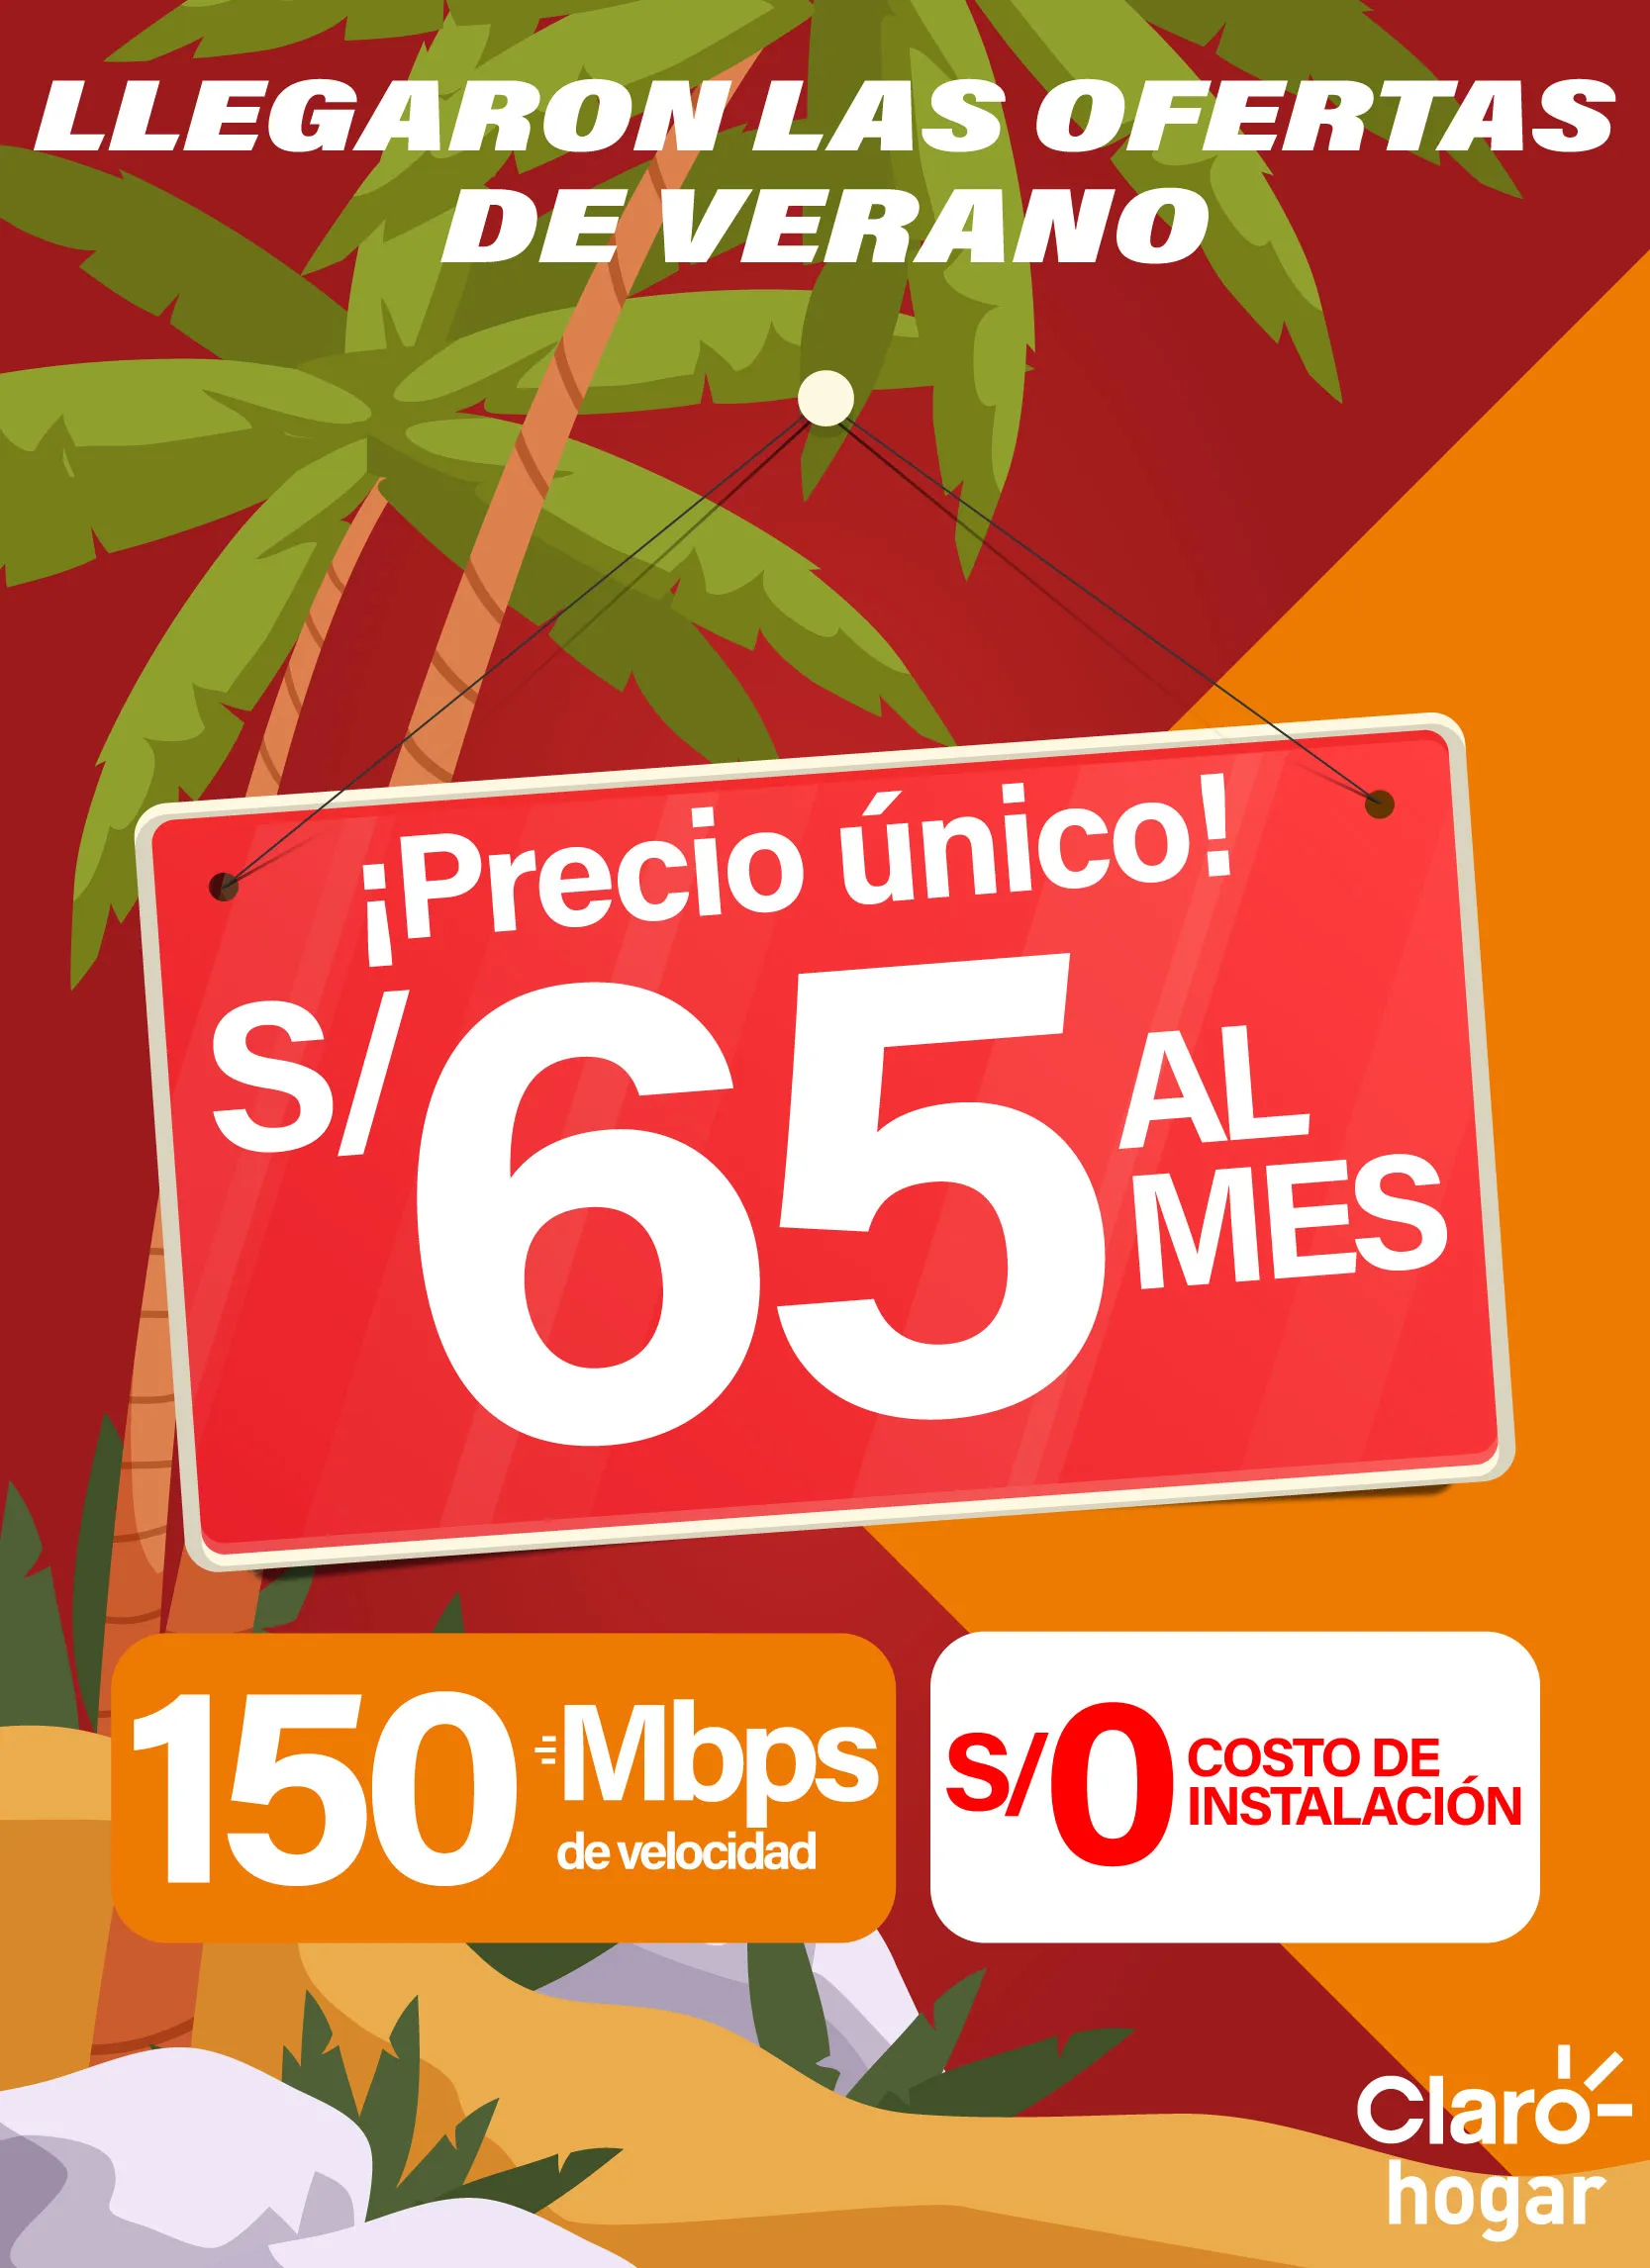 LLEGARON LAS OFERTAS
DE VERANO
¡Precio único!
S/65 AL
MES
150 Mbps
de velocidad
S/0 COSTO DE
INSTALACIÓN
Claro
hogar